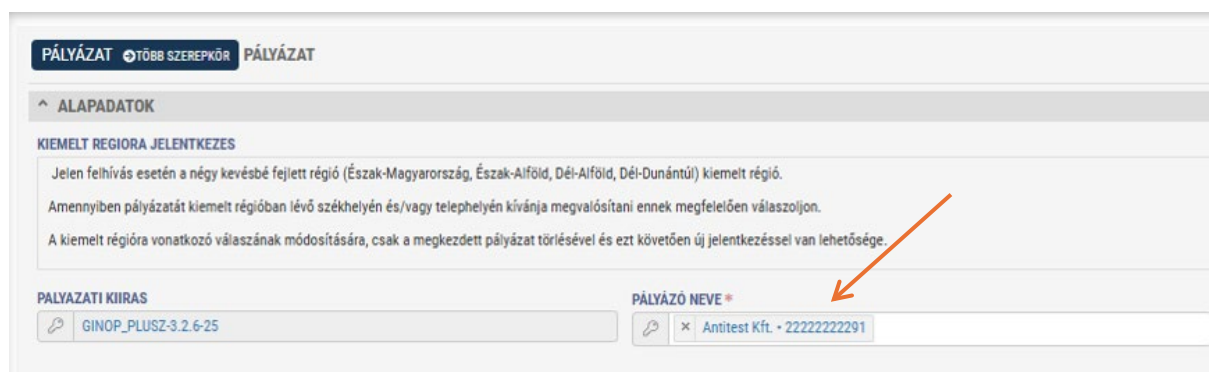 PÁLYÁZAT TÖBB SZEREPKÖR PÁLYÁZAT
ALAPADATOK
KIEMELT REGIORA JELENTKEZES
Jelen felhívás esetén a négy kevésbé fejlett régió (Észak-Magyarország, Észak-Alföld, Dél-Alföld, Dél-Dunántúl) kiemelt régió.
Amennyiben pályázatát kiemelt régióban lévő székhelyén és/vagy telephelyén kívánja megvalósítani ennek megfelelően válaszoljon.
A kiemelt régióra vonatkozó válaszának módosítására, csak a megkezdett pályázat törlésével és ezt követően új jelentkezéssel van lehetősége.
PALYAZATI KIIRAS
GINOP_PLUSZ-3.2.6-25
PÁLYÁZÓ NEVE *
× Antitest Kft. • 22222222291